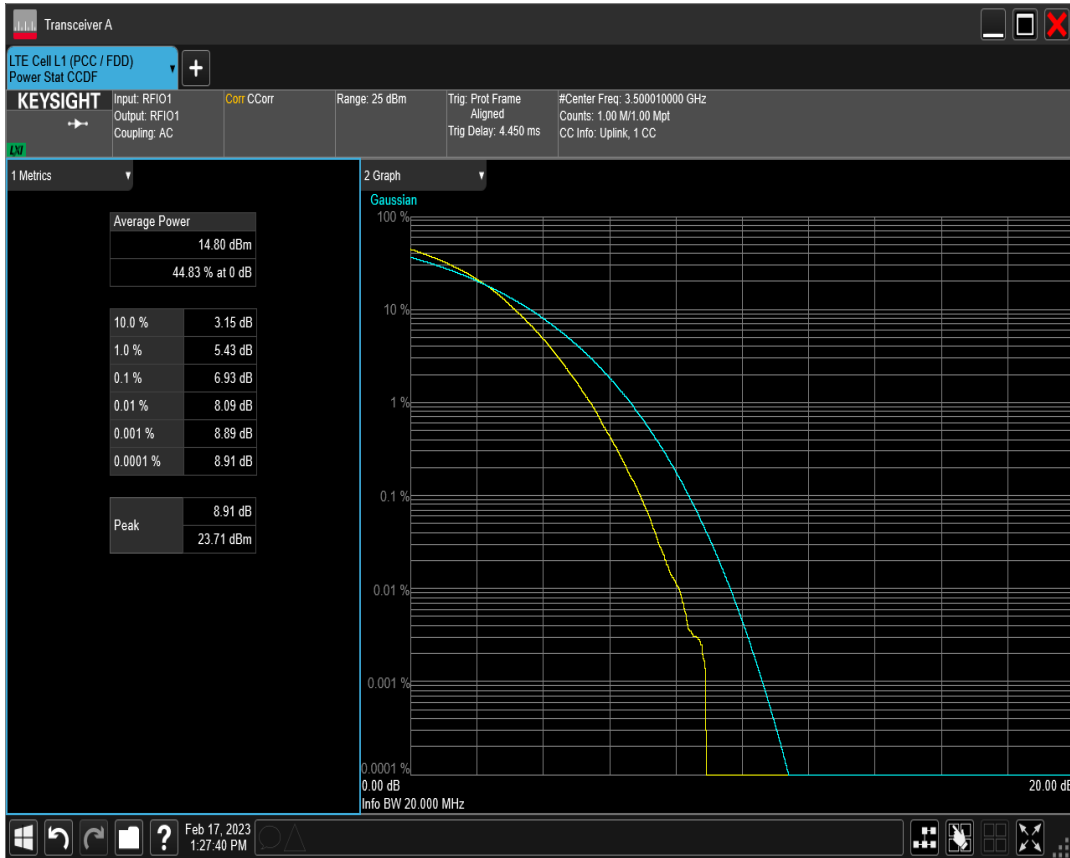 Transceiver A
LTE Cell L1 (PCC / FDD)
Power Stat CCDF
KEYSIGHT
LXI
Input: RFIO1
Output: RFIO1
Coupling: AC
Corr CCorr
Range: 25 dBm
Trig: Prot Frame
Aligned
Trig Delay: 4.450 ms
#Center Freq: 3.500010000 GHz
Counts: 1.00 M/1.00 Mpt
CC Info: Uplink, 1 CC
1 Metrics
Average Power
14.80 dBm
44.83 % at 0 dB
10.0 % 3.15 dB
1.0 % 5.43 dB
0.1 % 6.93 dB
0.01 % 8.09 dB
0.001 % 8.89 dB
0.0001 % 8.91 dB
Peak
8.91 dB
23.71 dBm
2 Graph
Gaussian
100 %
10 %
1 %
0.1 %
0.01 %
0.001 %
0.0001 %
0.00 dB 20.00 dB
Info BW 20.000 MHz
? Feb 17, 2023
1:27:40 PM